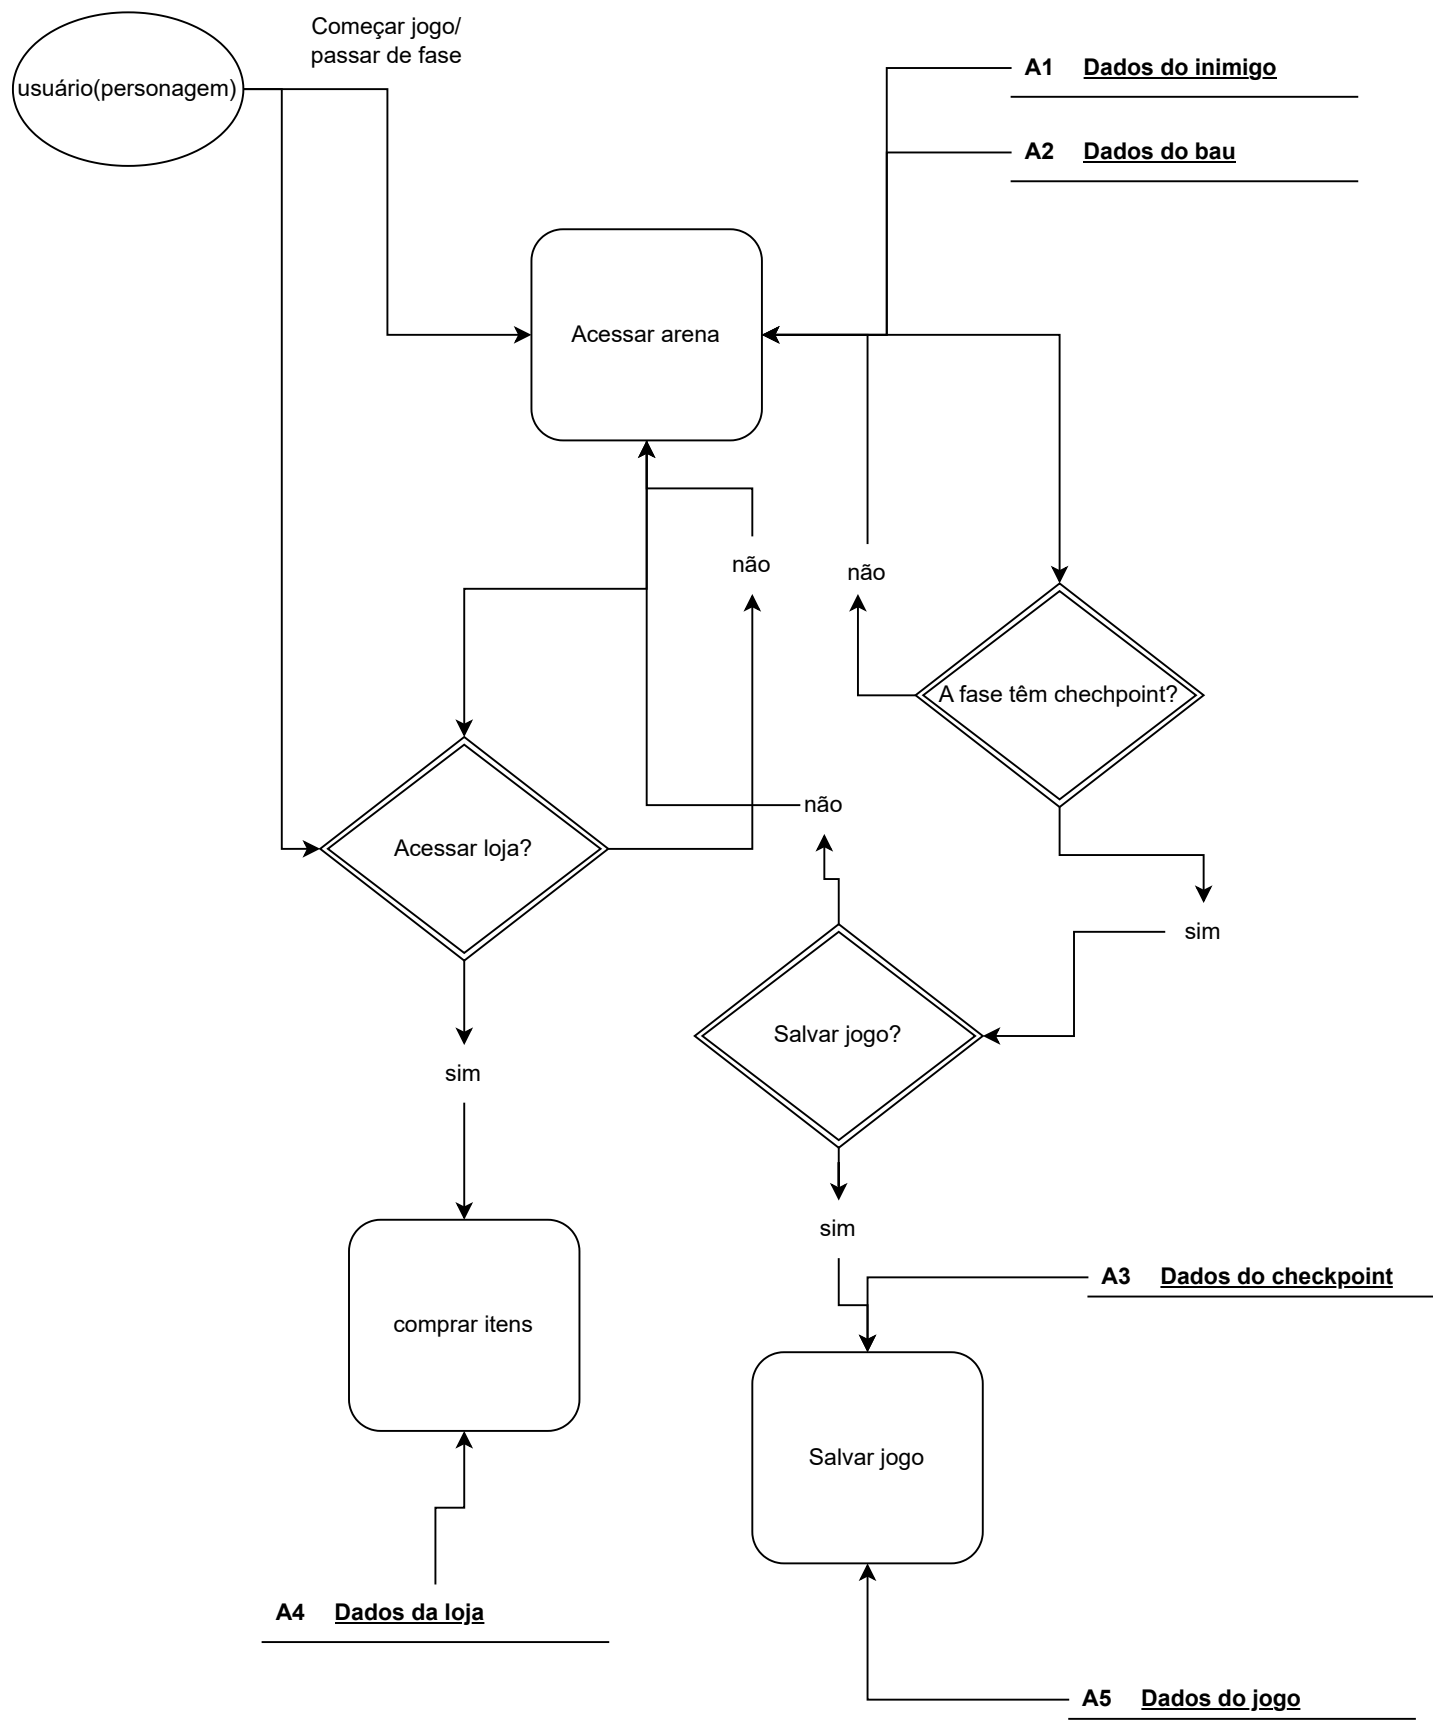 Começar jogo/
passar de fase
usuário(personagem)
A1 Dados do inimigo
A2 Dados do bau
Acessar arena
não
não
A fase têm chechpoint?
não
Acessar loja?
sim
Salvar jogo?
sim
sim
A3 Dados do checkpoint
comprar itens
Salvar jogo
A4 Dados da loja
A5 Dados do jogo